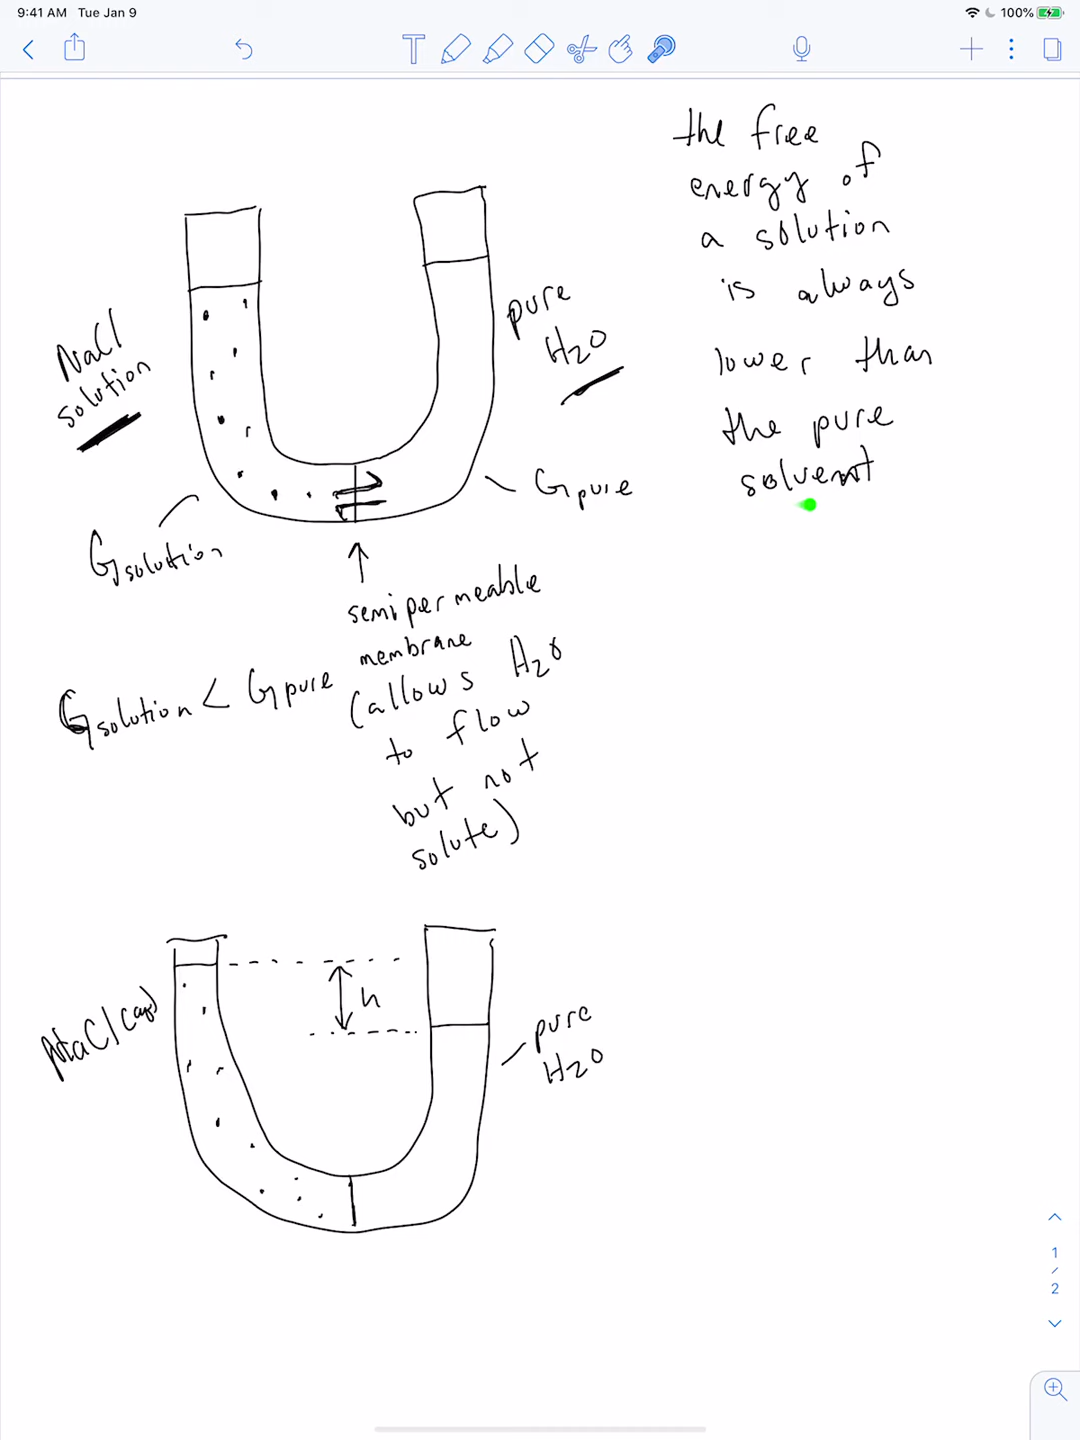 9:41 AM Tue Jan 9
100%
T
the free
energy of
a solution
is always
lower than
the pure
solvent
NaCl
solution
pure
H2O
Gsolution
Gpure
semipermeable
membrane
(allows H2O
to flow
but not
solute)
Gsolution < Gpure
NaCl(aq)
h
pure
H2O
1
/
2